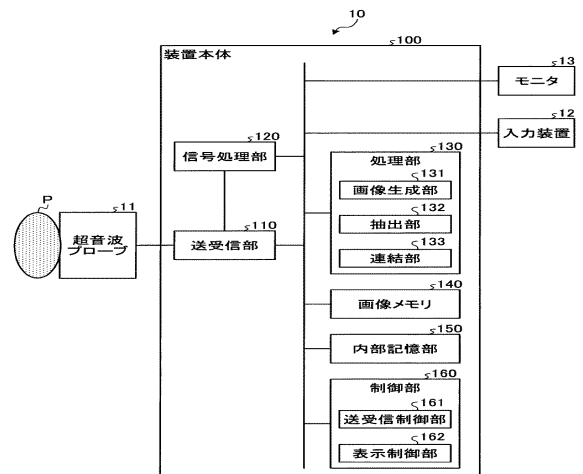 10
100
装置本体
13
モニタ
12
入力装置
120
信号処理部
130
処理部
131
画像生成部
132
抽出部
133
連結部
P
11
超音波
プローブ
110
送受信部
140
画像メモリ
150
内部記憶部
160
制御部
161
送受信制御部
162
表示制御部